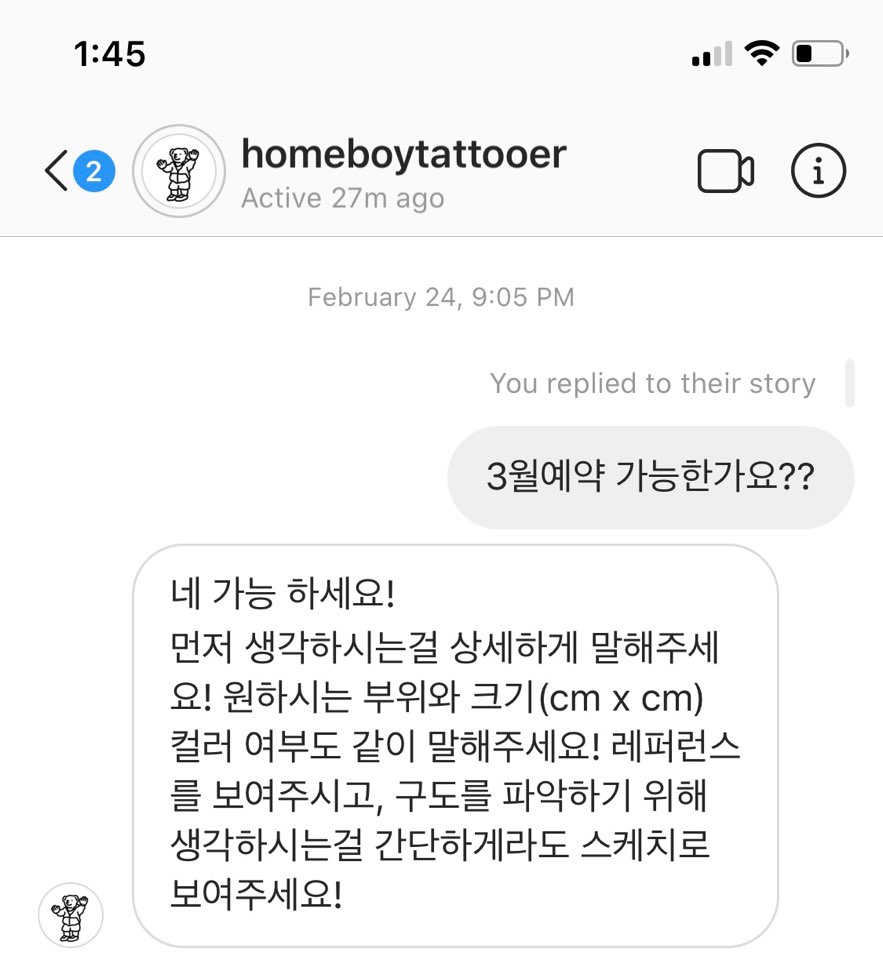 1:45
2
homeboytattooer
Active 27m ago
February 24, 9:05 PM
You replied to their story
3월예약 가능한가요??
네 가능 하세요!
먼저 생각하시는걸 상세하게 말해주세
요! 원하시는 부위와 크기(cm x cm)
컬러 여부도 같이 말해주세요! 레퍼런스
를 보여주시고, 구도를 파악하기 위해
생각하시는걸 간단하게라도 스케치로
보여주세요!